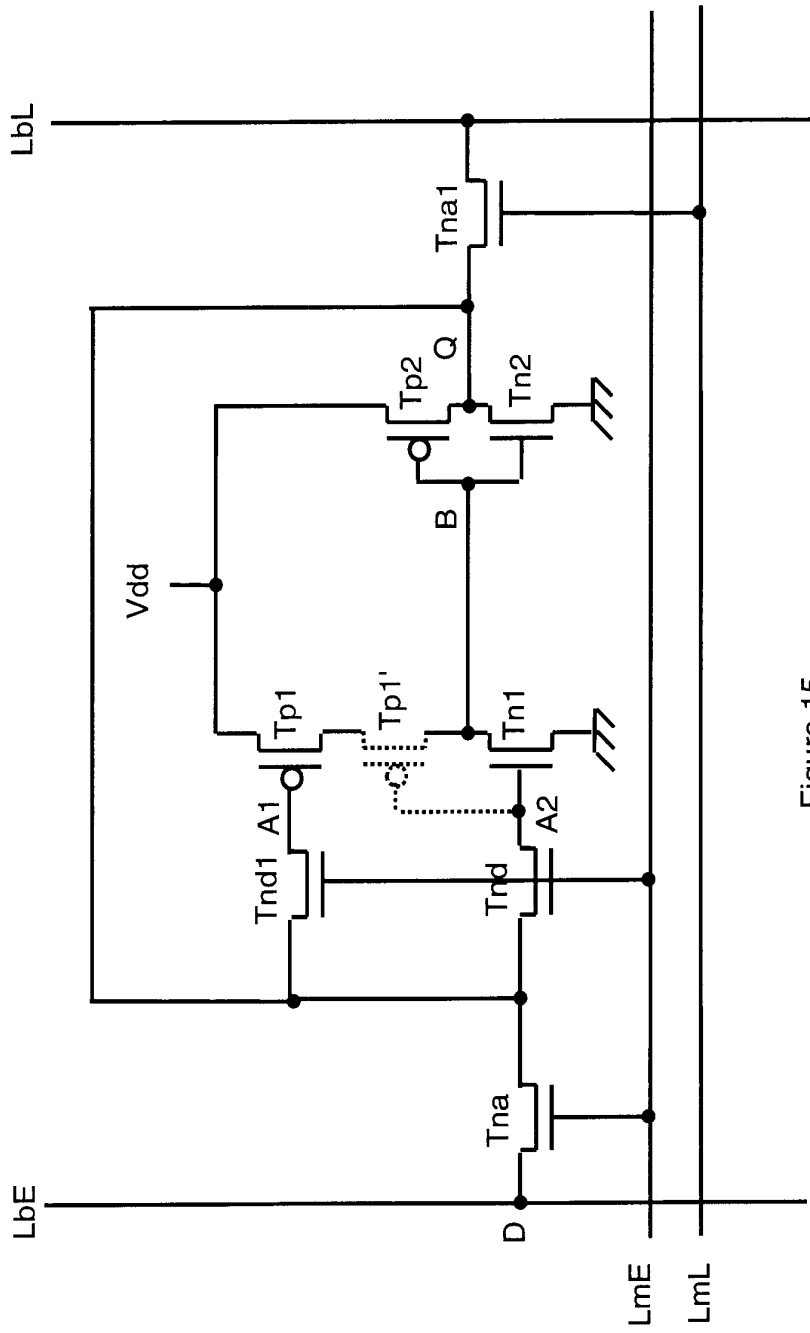 LbE
LbL
Vdd
Tp1
A1
Tnd1
Tp1'
Tp2
Q
Tna1
B
Tn2
Tn1
A2
Tnd
Tna
D
LmE
LmL
Figure 15